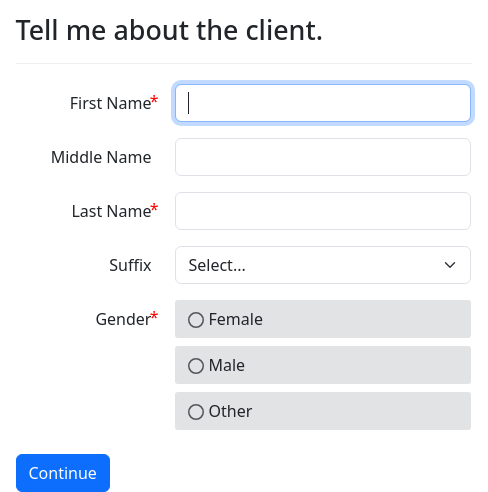 Tell me about the client.
First Name*
Middle Name
Last Name*
Suffix Select...
Gender* Female
Male
Other
Continue